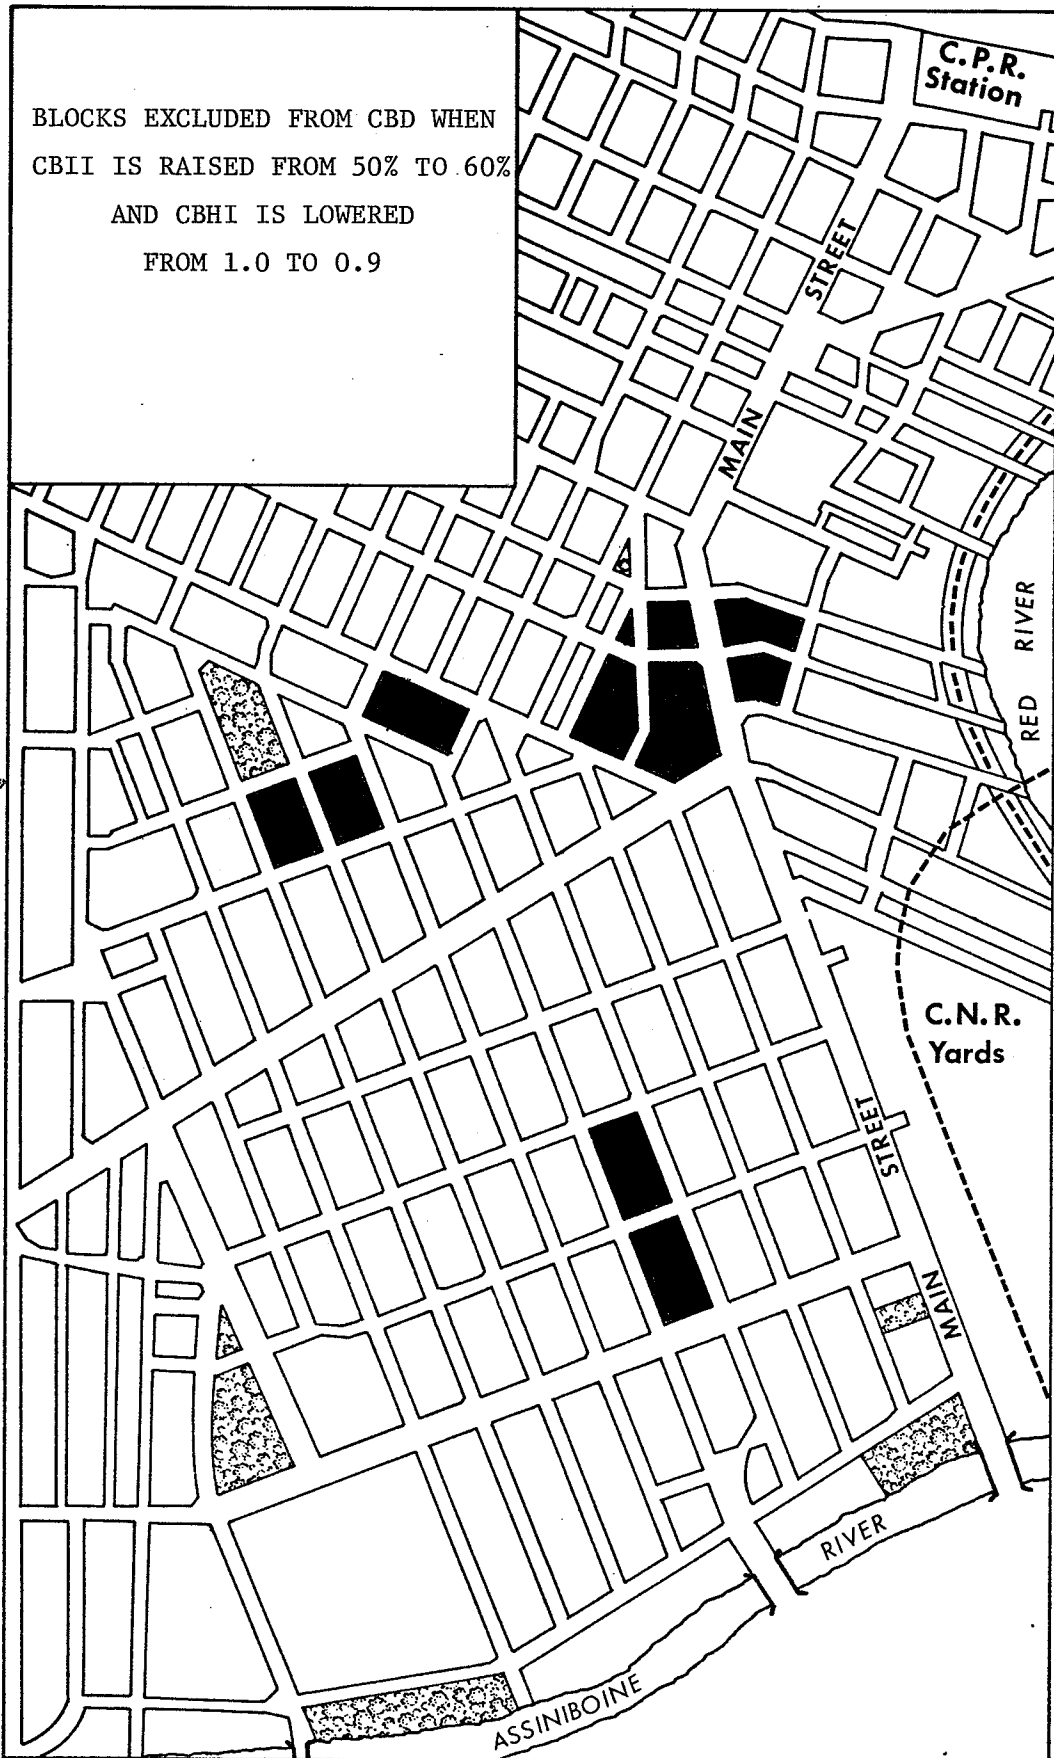 BLOCKS EXCLUDED FROM CBD WHEN
CBII IS RAISED FROM 50% TO 60%
AND CBHI IS LOWERED
FROM 1.0 TO 0.9
C.P.R.
Station
STREET
MAIN
RED RIVER
C.N.R.
Yards
STREET
MAIN
RIVER
ASSINIBOINE